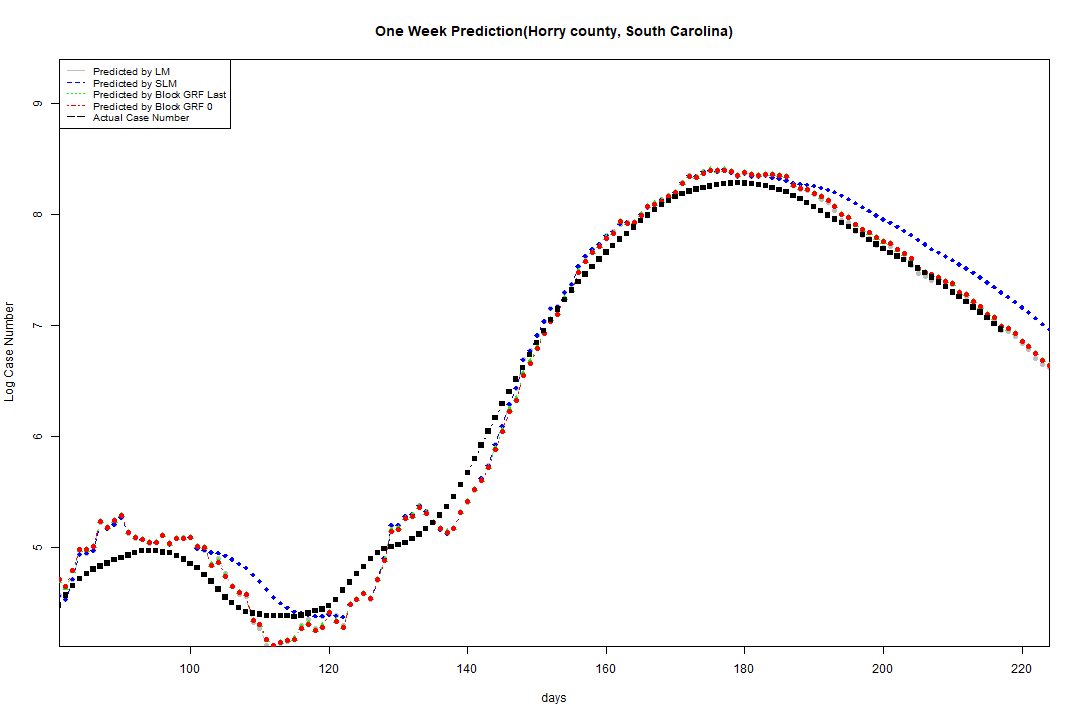 One Week Prediction(Horry county, South Carolina)
Predicted by LM
Predicted by SLM
Predicted by Block GRF Last
Predicted by Block GRF 0
Actual Case Number
9
8
7
6
5
Log Case Number
100 120 140 160 180 200 220
days